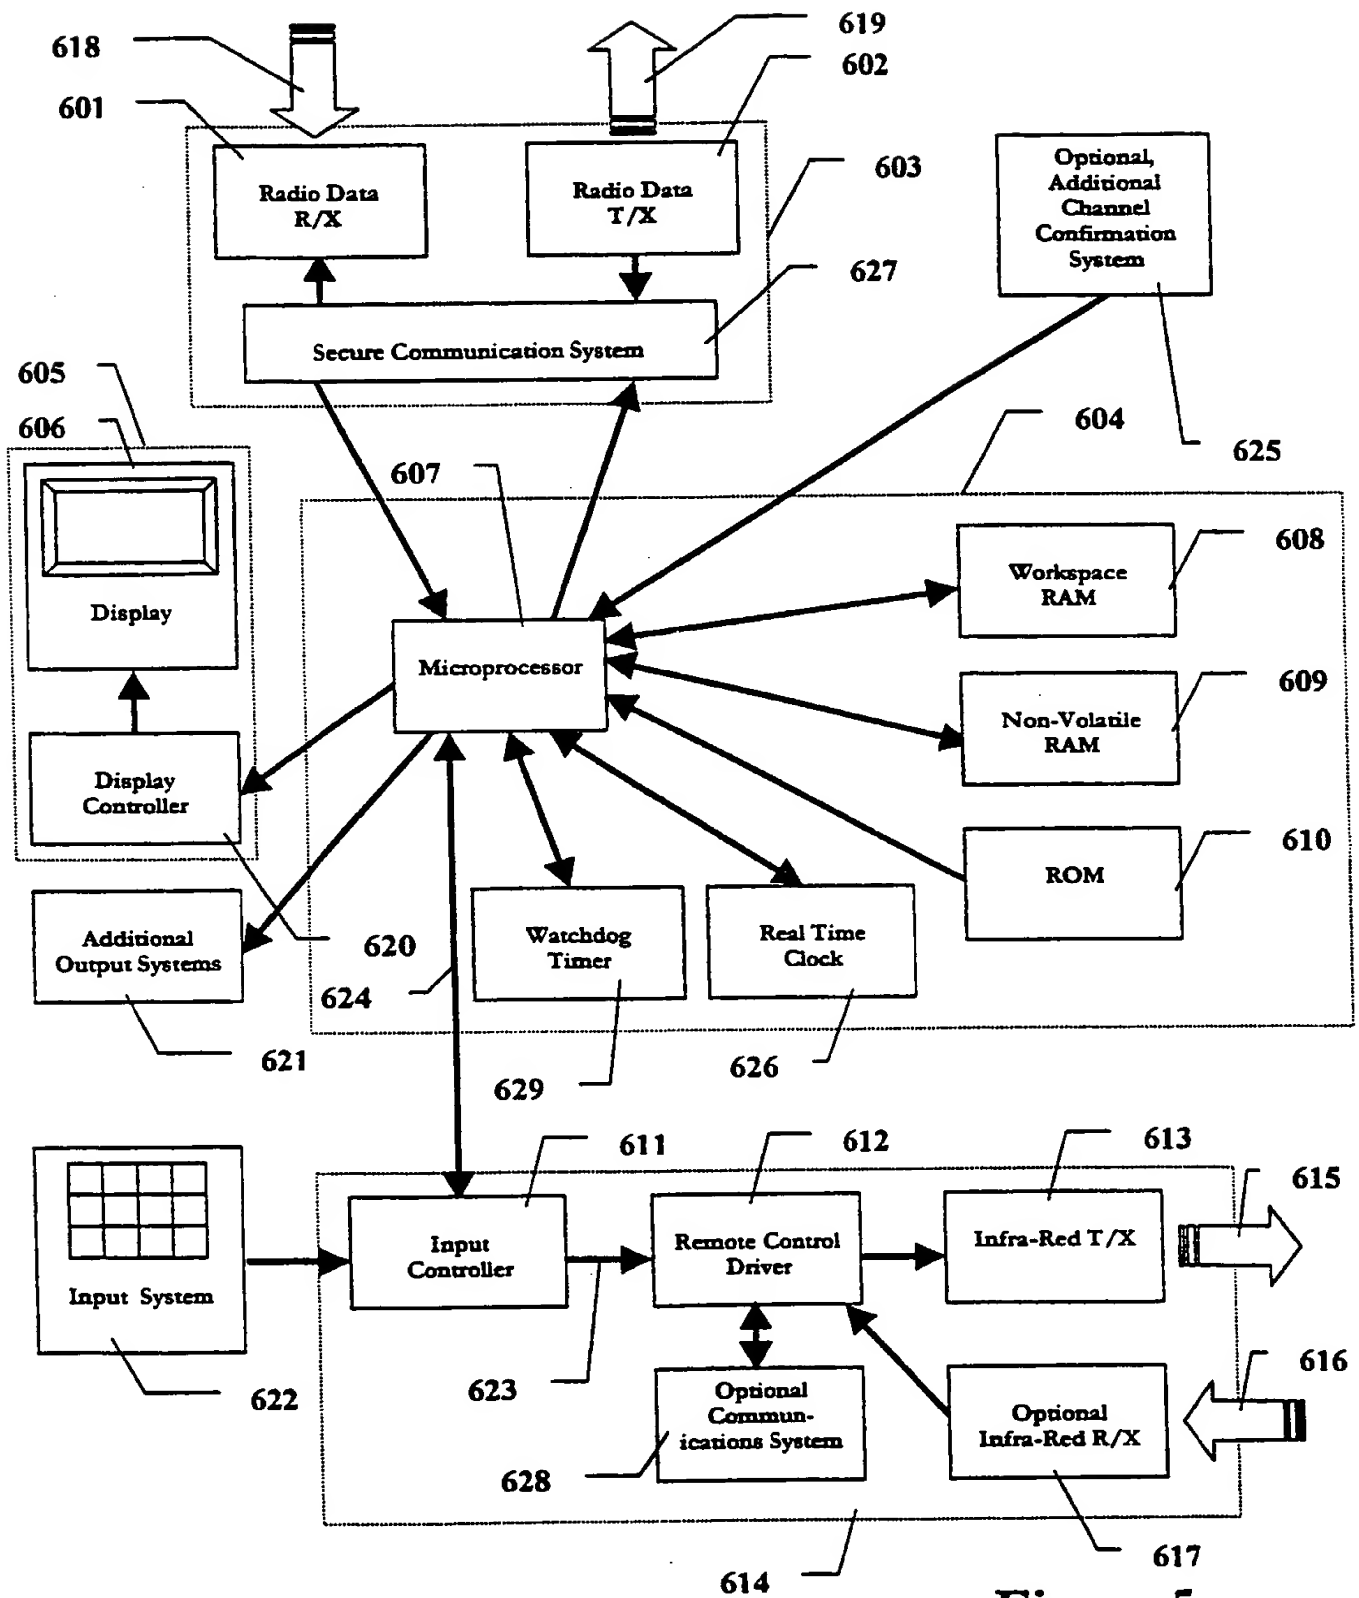 618
619
602
601
603
Radio Data
R/X
Radio Data
T/X
Optional,
Additional
Channel
Confirmation
System
627
Secure Communication System
605
606
604
625
607
608
Workspace
RAM
Display
Microprocessor
609
Non-Volatile
RAM
Display
Controller
610
ROM
Additional
Output Systems
620
624
Watchdog
Timer
Real Time
Clock
621
629
626
611
612
613
615
Input
Controller
Remote Control
Driver
Infra-Red T/X
Input System
616
622
623
Optional
Commun-
ications System
Optional
Infra-Red R/X
628
617
614